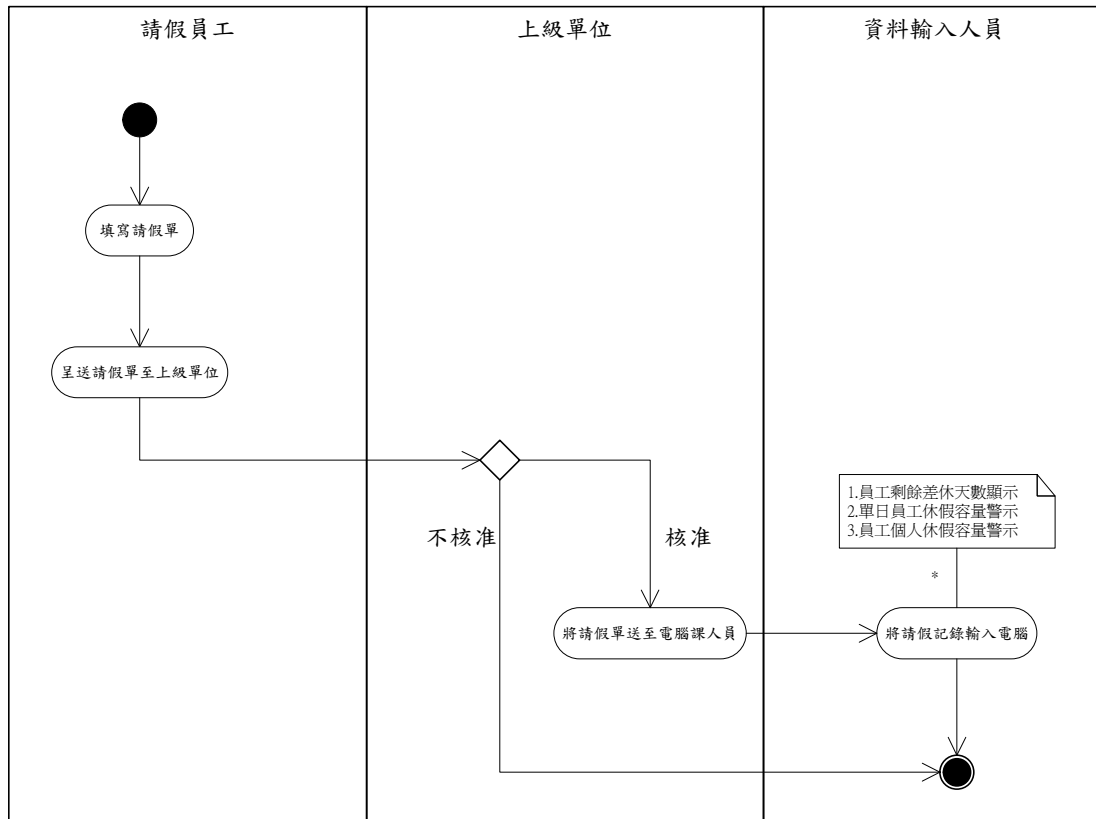 請假員工
上級單位
資料輸入人員
填寫請假單
呈送請假單至上級單位
1.員工剩餘差休天數顯示
2.單日員工休假容量警示
3.員工個人休假容量警示
不核准
核准
*
將請假單送至電腦課人員
將請假記錄輸入電腦